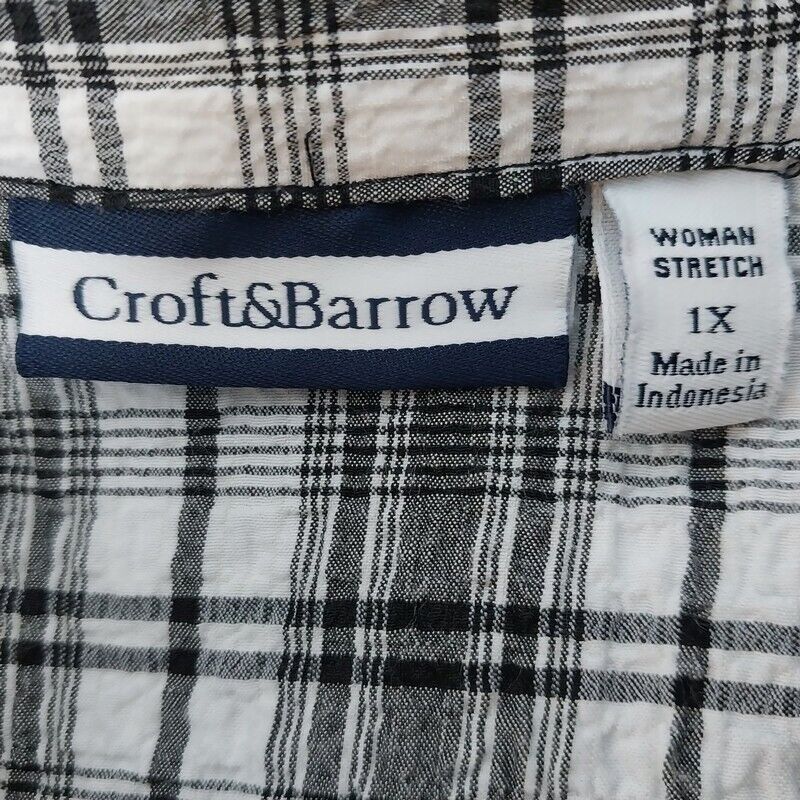 Croft&Barrow
WOMAN
STRETCH
1X
Made in
Indonesia